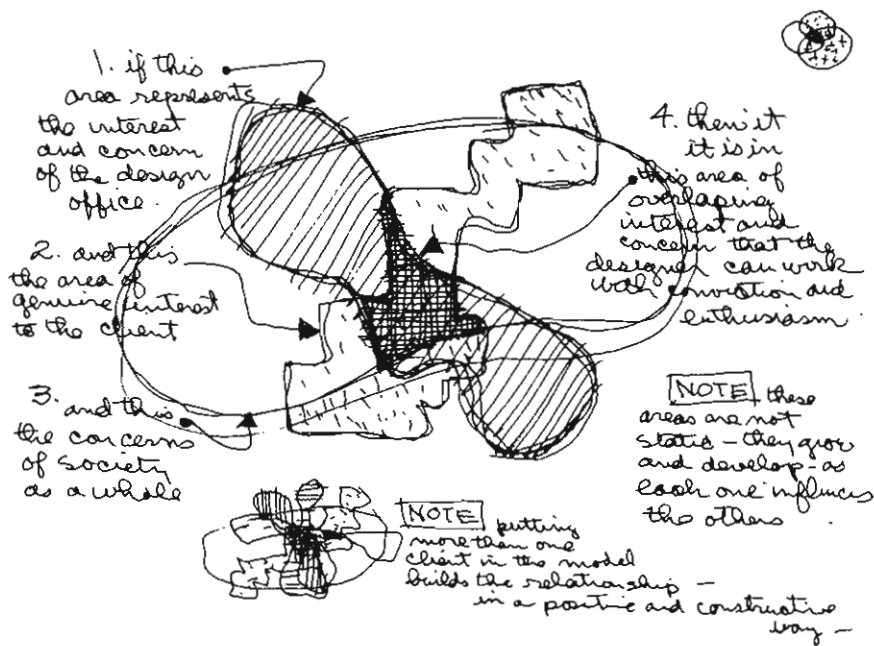 1. if this
area represents
the interest
and concern
of the design
office.
2. and this
the area of
genuine interest
to the client
3. and this
the concerns
of society
as a whole
4. then it
it is in
this area of
overlaping
interest and
concern that the
designer can work
with conviction and
enthusiasm
NOTE these
areas are not
static – they grow
and develop – as
each one influences
the others.
NOTE putting
more than one
client in the model
builds the relationship –
in a positive and constructive
way –